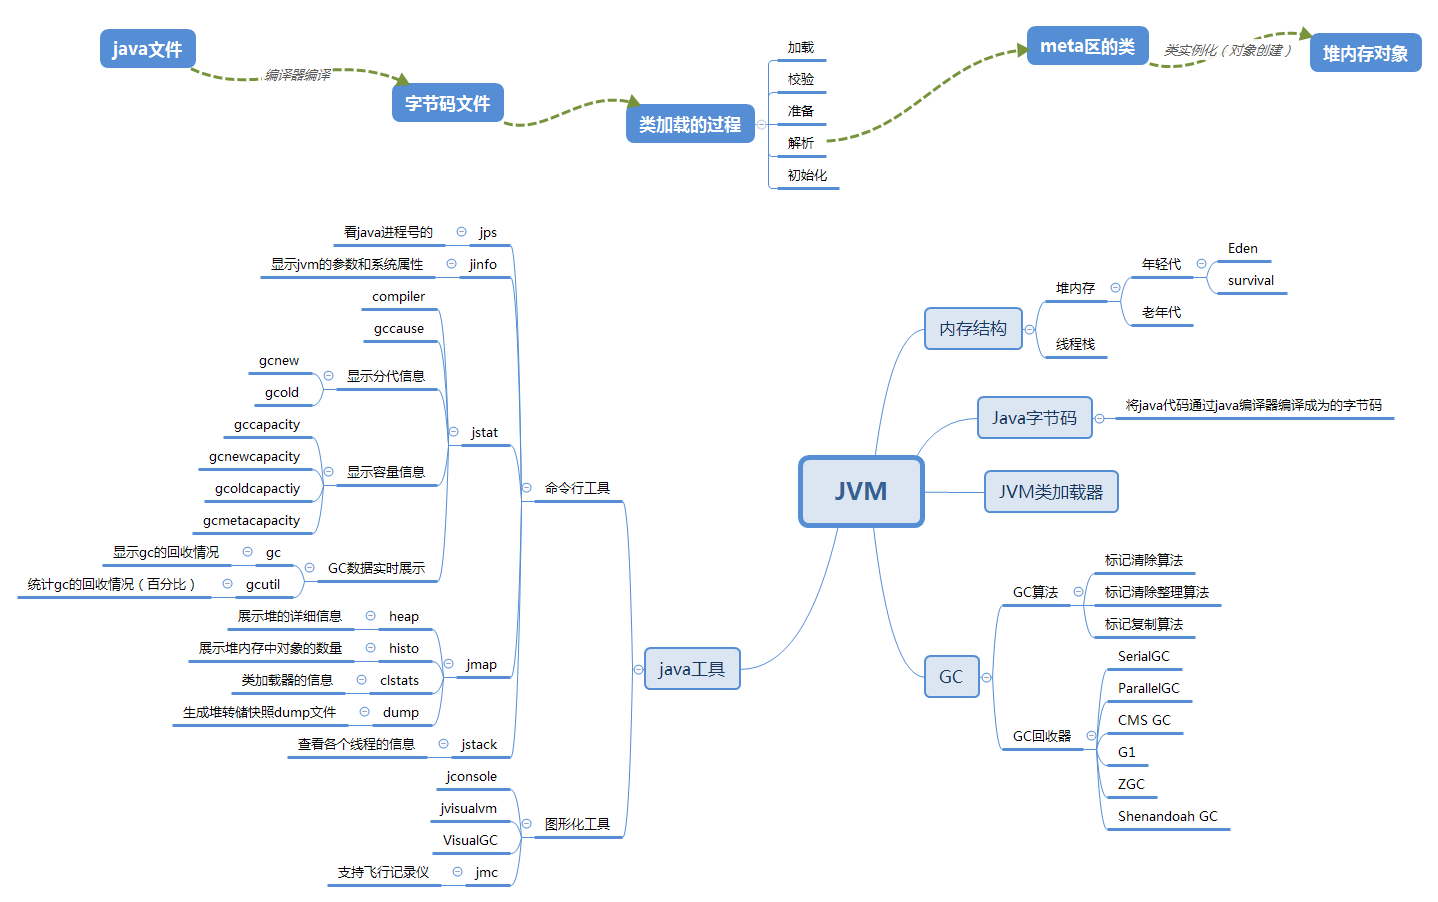 java文件
编译器编译
字节码文件
类加载的过程
加载
校验
准备
解析
初始化
meta区的类
类实例化（对象创建）
堆内存对象
JVM
内存结构
堆内存
年轻代
Eden
survival
老年代
线程栈
Java字节码
将java代码通过java编译器编译成为的字节码
JVM类加载器
GC
GC算法
标记清除算法
标记清除整理算法
标记复制算法
GC回收器
SerialGC
ParallelGC
CMS GC
G1
ZGC
Shenandoah GC
java工具
命令行工具
jps
看java进程号的
jinfo
显示jvm的参数和系统属性
jstat
compiler
gccause
显示分代信息
gcnew
gcold
显示容量信息
gccapacity
gcnewcapacity
gcoldcapactiy
gcmetacapacity
GC数据实时展示
gc
显示gc的回收情况
gcutil
统计gc的回收情况（百分比）
jmap
heap
展示堆的详细信息
histo
展示堆内存中对象的数量
clstats
类加载器的信息
dump
生成堆转储快照dump文件
jstack
查看各个线程的信息
图形化工具
jconsole
jvisualvm
VisualGC
jmc
支持飞行记录仪